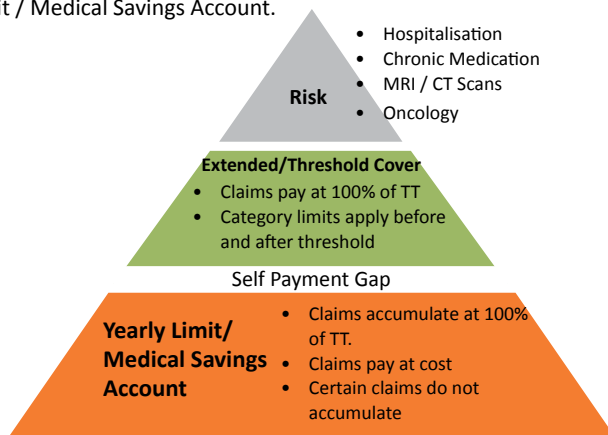 it / Medical Savings Account.
• Hospitalisation
• Chronic Medication
• MRI / CT Scans
• Oncology
Risk
Extended/Threshold Cover
• Claims pay at 100% of TT
• Category limits apply before
and after threshold
Self Payment Gap
Yearly Limit/
Medical Savings
Account
• Claims accumulate at 100%
of TT.
• Claims pay at cost
• Certain claims do not
accumulate